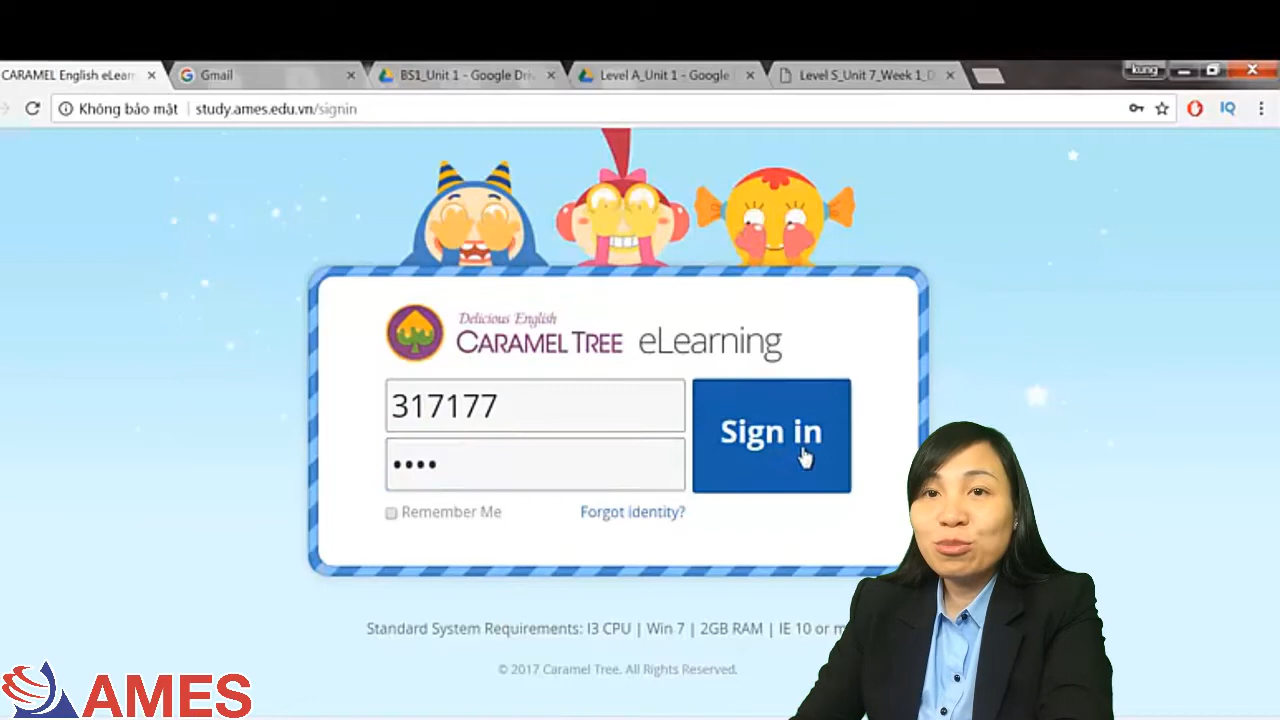 CARAMEL English eLearn
Gmail
BS1_Unit 1 - Google Dri
Level A_Unit 1 - Google
Level S_Unit 7_Week 1_D
kung
Không bảo mật
study.ames.edu.vn/signin
IQ
Delicious English
CARAMEL TREE eLearning
317177
Sign in
Remember Me
Forgot identity?
Standard System Requirements: I3 CPU | Win 7 | 2GB RAM | IE 10 or m
© 2017 Caramel Tree. All Rights Reserved.
AMES